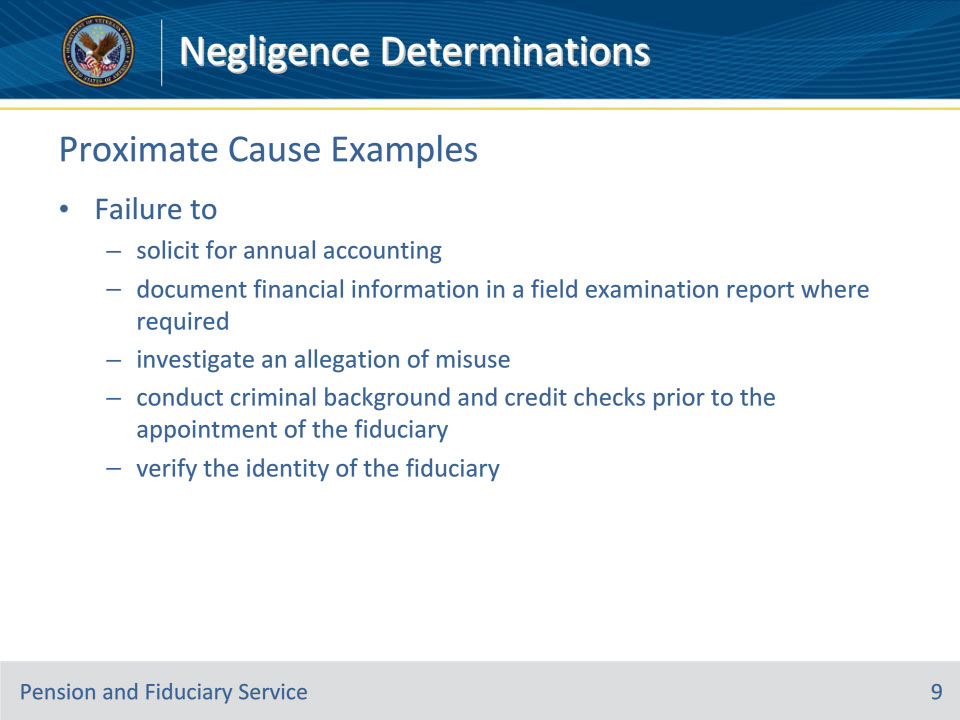 Negligence Determinations
Proximate Cause Examples
• Failure to
– solicit for annual accounting
– document financial information in a field examination report where
required
– investigate an allegation of misuse
– conduct criminal background and credit checks prior to the
appointment of the fiduciary
– verify the identity of the fiduciary
Pension and Fiduciary Service
9